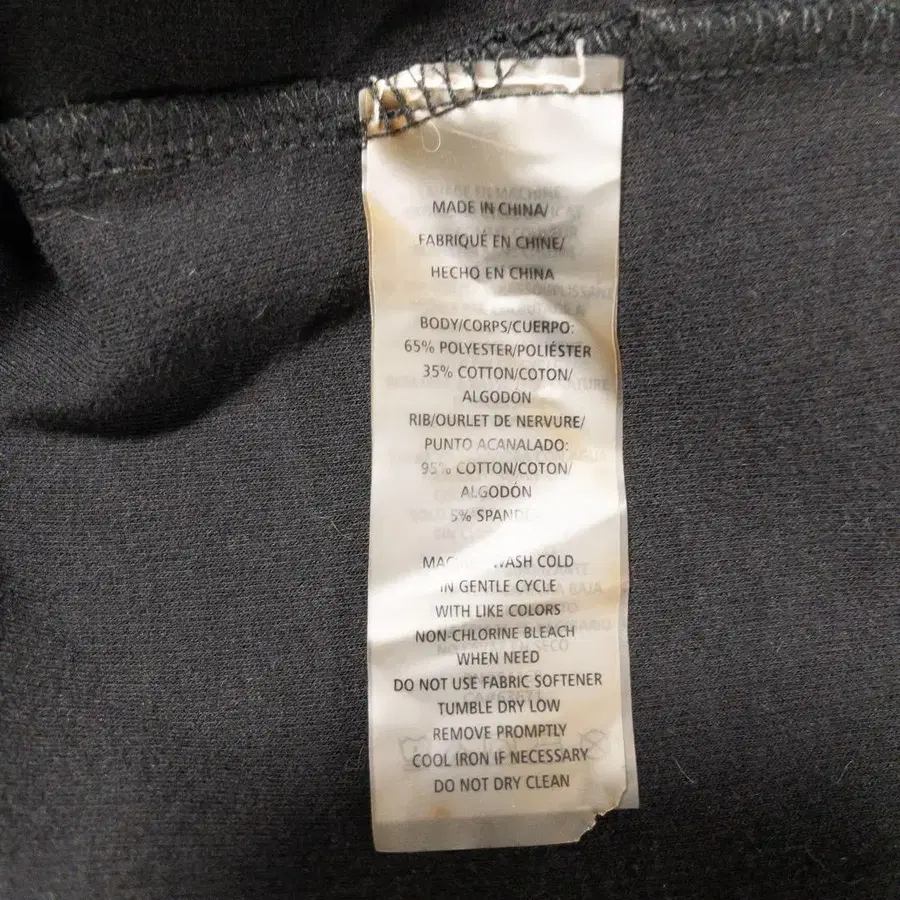 MADE IN CHINA/
FABRIQUÉ EN CHINE/
HECHO EN CHINA
BODY/CORPS/CUERPO:
65% POLYESTER/POLIÉSTER
35% COTTON/COTON/
ALGODÓN
RIB/OURLET DE NERVURE/
PUNTO ACANALADO:
95% COTTON/COTON/
ALGODÓN
5%
WASH COLD
IN GENTLE CYCLE
WITH LIKE COLORS
NON-CHLORINE BLEACH
WHEN NEED
DO NOT USE FABRIC SOFTENER
TUMBLE DRY LOW
REMOVE PROMPTLY
COOL IRON IF NECESSARY
DO NOT DRY CLEAN